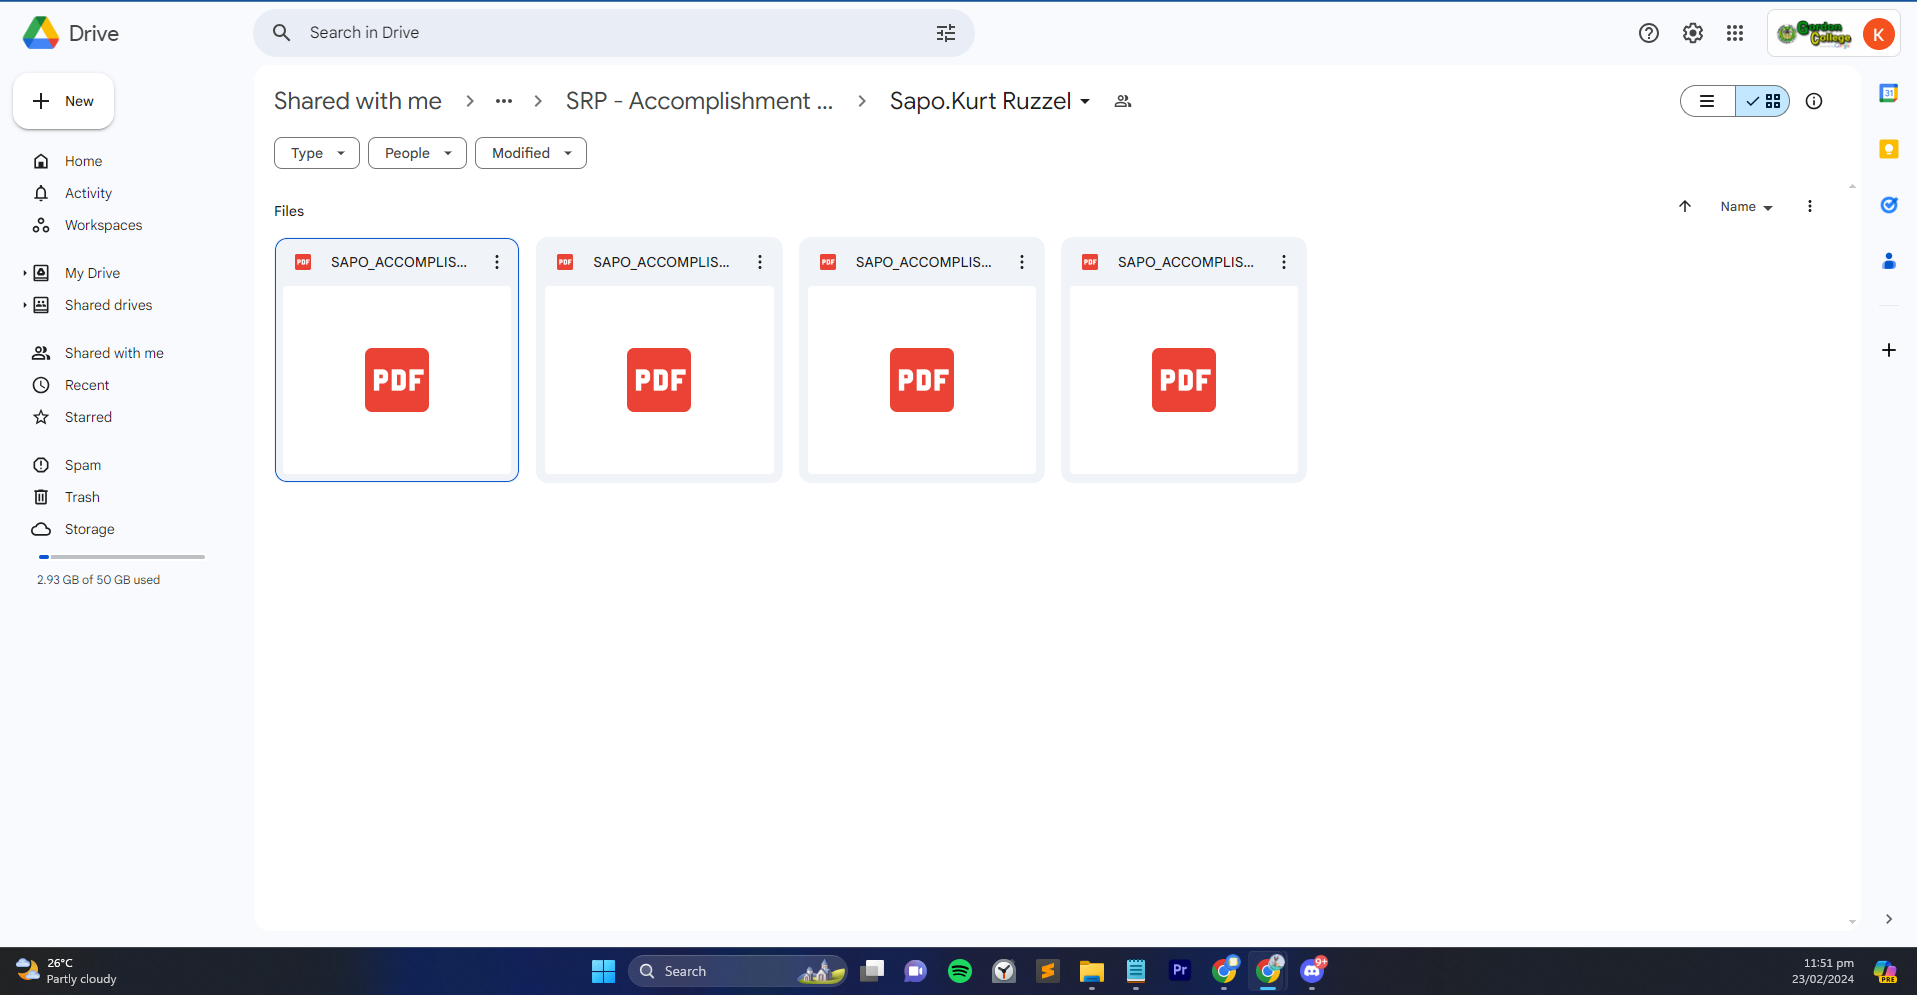 Drive
Search in Drive
Gordon College
K
New
Shared with me
SRP - Accomplishment ...
Sapo.Kurt Ruzzel
Type
People
Modified
Home
Activity
Workspaces
My Drive
Shared drives
Shared with me
Recent
Starred
Spam
Trash
Storage
2.93 GB of 50 GB used
Files
Name
PDF SAPO_ACCOMPLIS...
PDF
PDF SAPO_ACCOMPLIS...
PDF
PDF SAPO_ACCOMPLIS...
PDF
PDF SAPO_ACCOMPLIS...
PDF
31
26°C
Partly cloudy
Search
Pr
9+
11:51 pm
23/02/2024
PRE